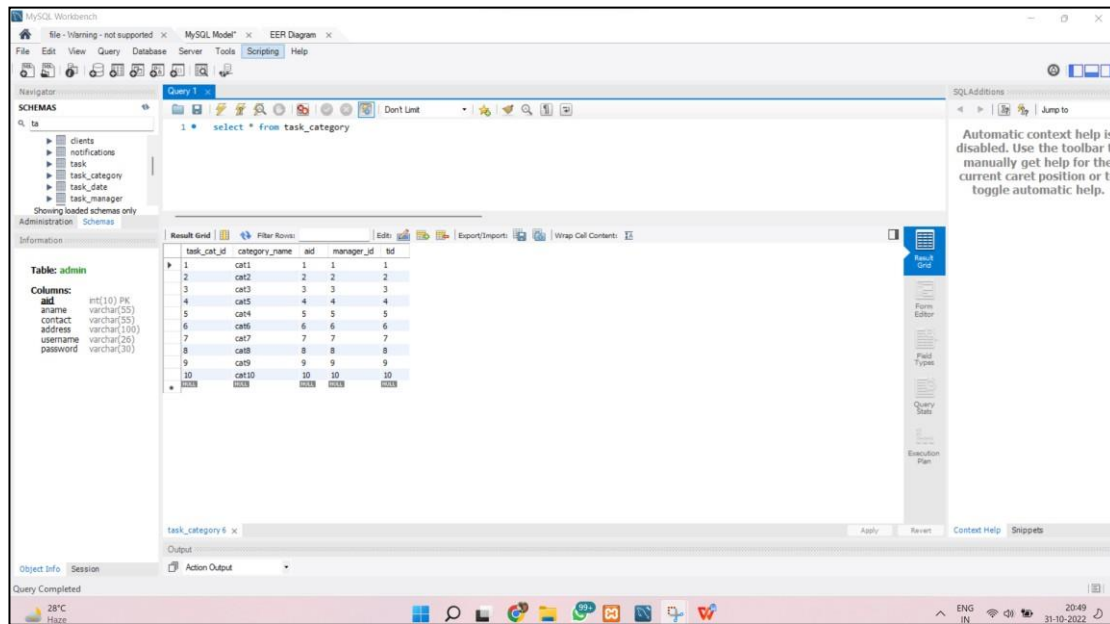 MySQL Workbench
file - Warning - not supported MySQL Model* EER Diagram
File Edit View Query Database Server Tools Scripting Help
Navigator
SCHEMAS
ta
clients
notifications
task
task_category
task_date
task_manager
Showing loaded schemas only
Administration Schemas
Information
Table: admin
Columns:
aid int(10) PK
aname varchar(55)
contact varchar(55)
address varchar(100)
username varchar(26)
password varchar(30)
Object Info Session
Query 1
Don't Limit
1 select * from task_category
Result Grid Filter Rows: Edit: Export/Import: Wrap Cell Content:
task_cat_id category_name aid manager_id tid
1 cat1 1 1 1
2 cat2 2 2 2
3 cat3 3 3 3
4 cat5 4 4 4
5 cat4 5 5 5
6 cat6 6 6 6
7 cat7 7 7 7
8 cat8 8 8 8
9 cat9 9 9 9
10 cat10 10 10 10
NULL NULL NULL NULL NULL
Result
Grid
Form
Editor
Field
Types
Query
Stats
Execution
Plan
task_category 6 Apply Revert
Output
Action Output
SQLAdditions
Jump to
Automatic context help is
disabled. Use the toolbar
manually get help for the
current caret position or
toggle automatic help.
Context Help Snippets
Query Completed
28°C
Haze
99+
ENG
IN
20:49
31-10-2022